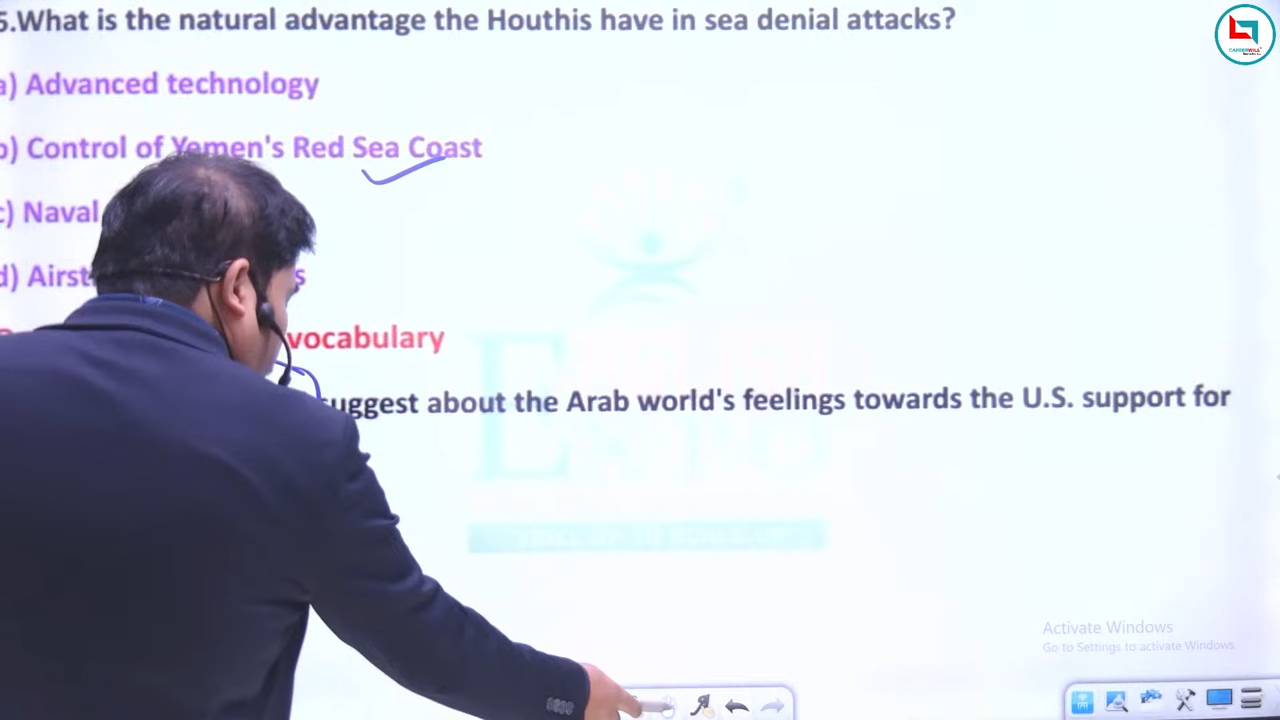 5.What is the natural advantage the Houthis have in sea denial attacks?
a) Advanced technology
b) Control of Yemen's Red Sea Coast
c) Naval
d)
vocabulary
suggest about the Arab world's feelings towards the U.S. support for
Activate Windows
Go to Settings to activate Windows.
CAREERWILL